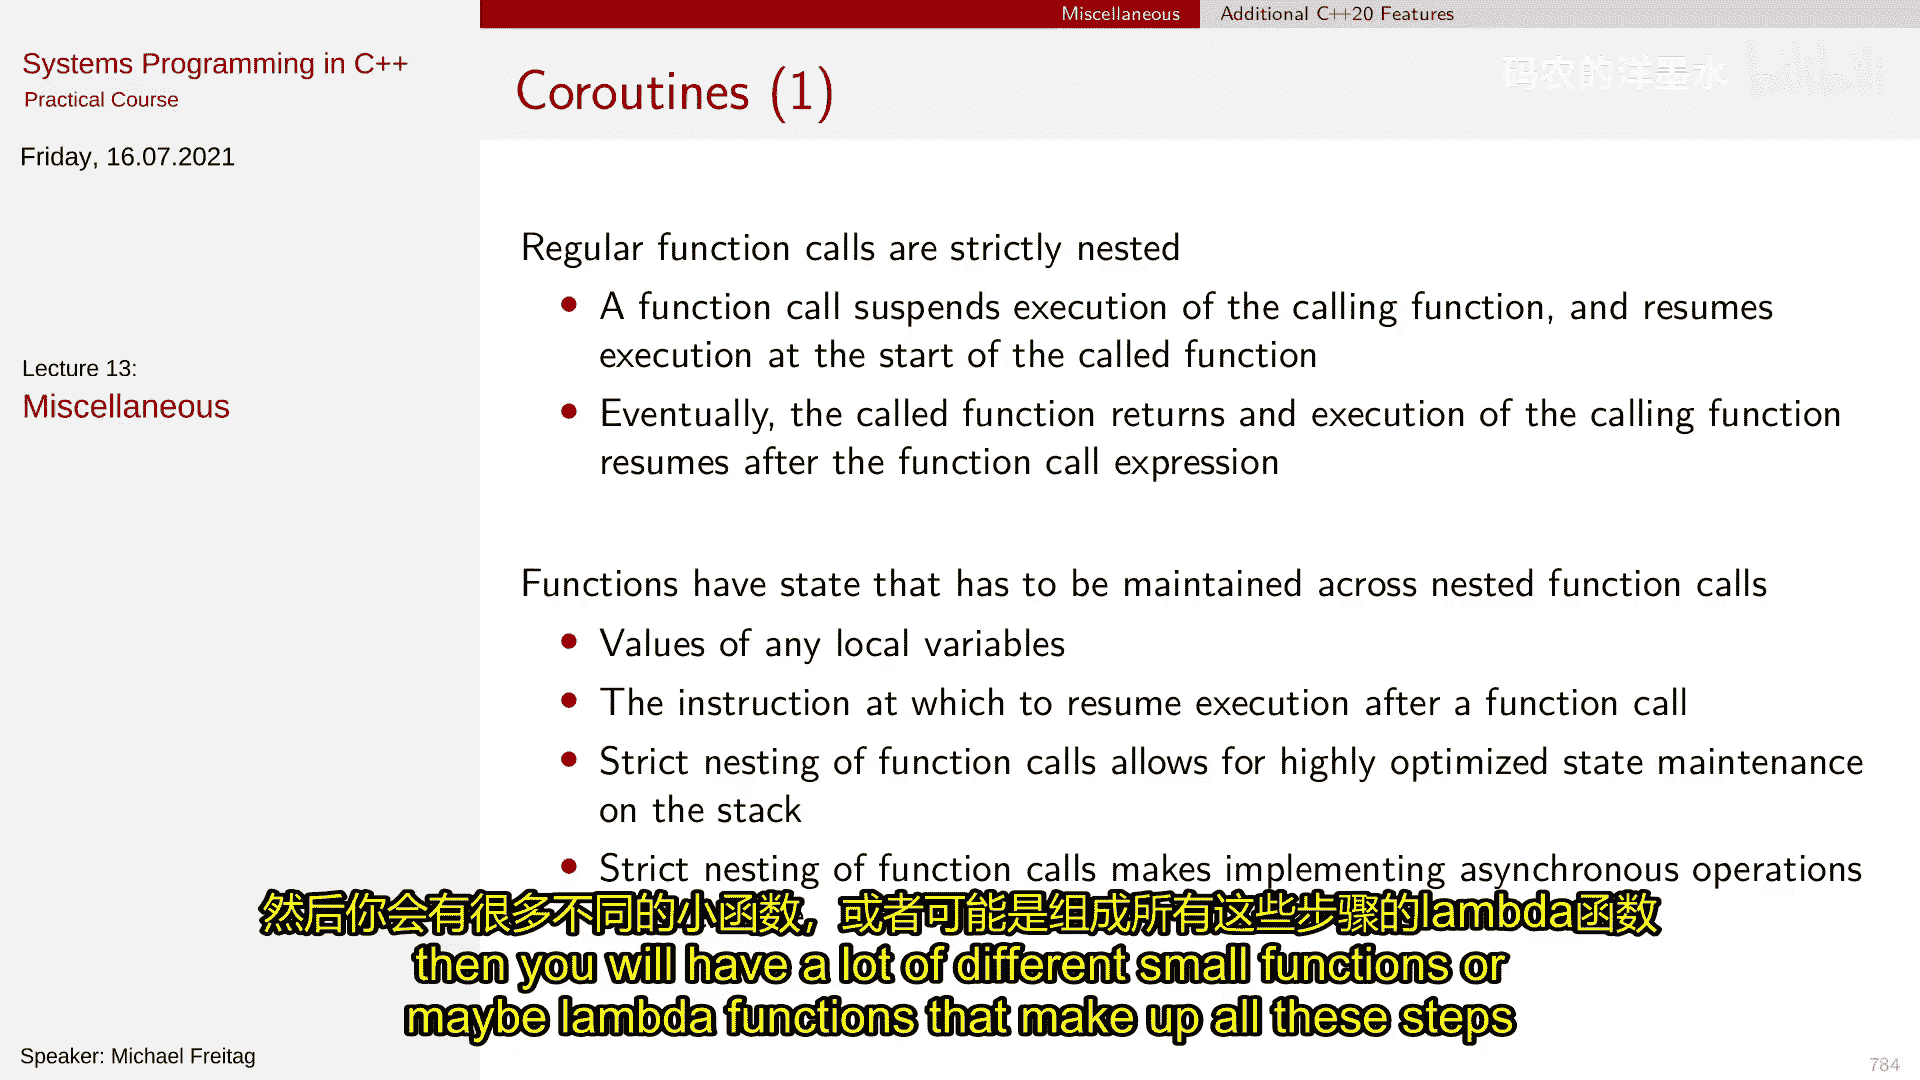 Miscellaneous
Additional C++20 Features
Systems Programming in C++
Practical Course
Friday, 16.07.2021
Coroutines (1)
码农的洋墨水 bilibili
Lecture 13:
Miscellaneous
Regular function calls are strictly nested
• A function call suspends execution of the calling function, and resumes
execution at the start of the called function
• Eventually, the called function returns and execution of the calling function
resumes after the function call expression
Functions have state that has to be maintained across nested function calls
• Values of any local variables
• The instruction at which to resume execution after a function call
• Strict nesting of function calls allows for highly optimized state maintenance
on the stack
• Strict nesting of function calls makes implementing asynchronous operations
然后你会有很多不同的小函数，或者可能是组成所有这些步骤的lambda函数
then you will have a lot of different small functions or
maybe lambda functions that make up all these steps
Speaker: Michael Freitag
784